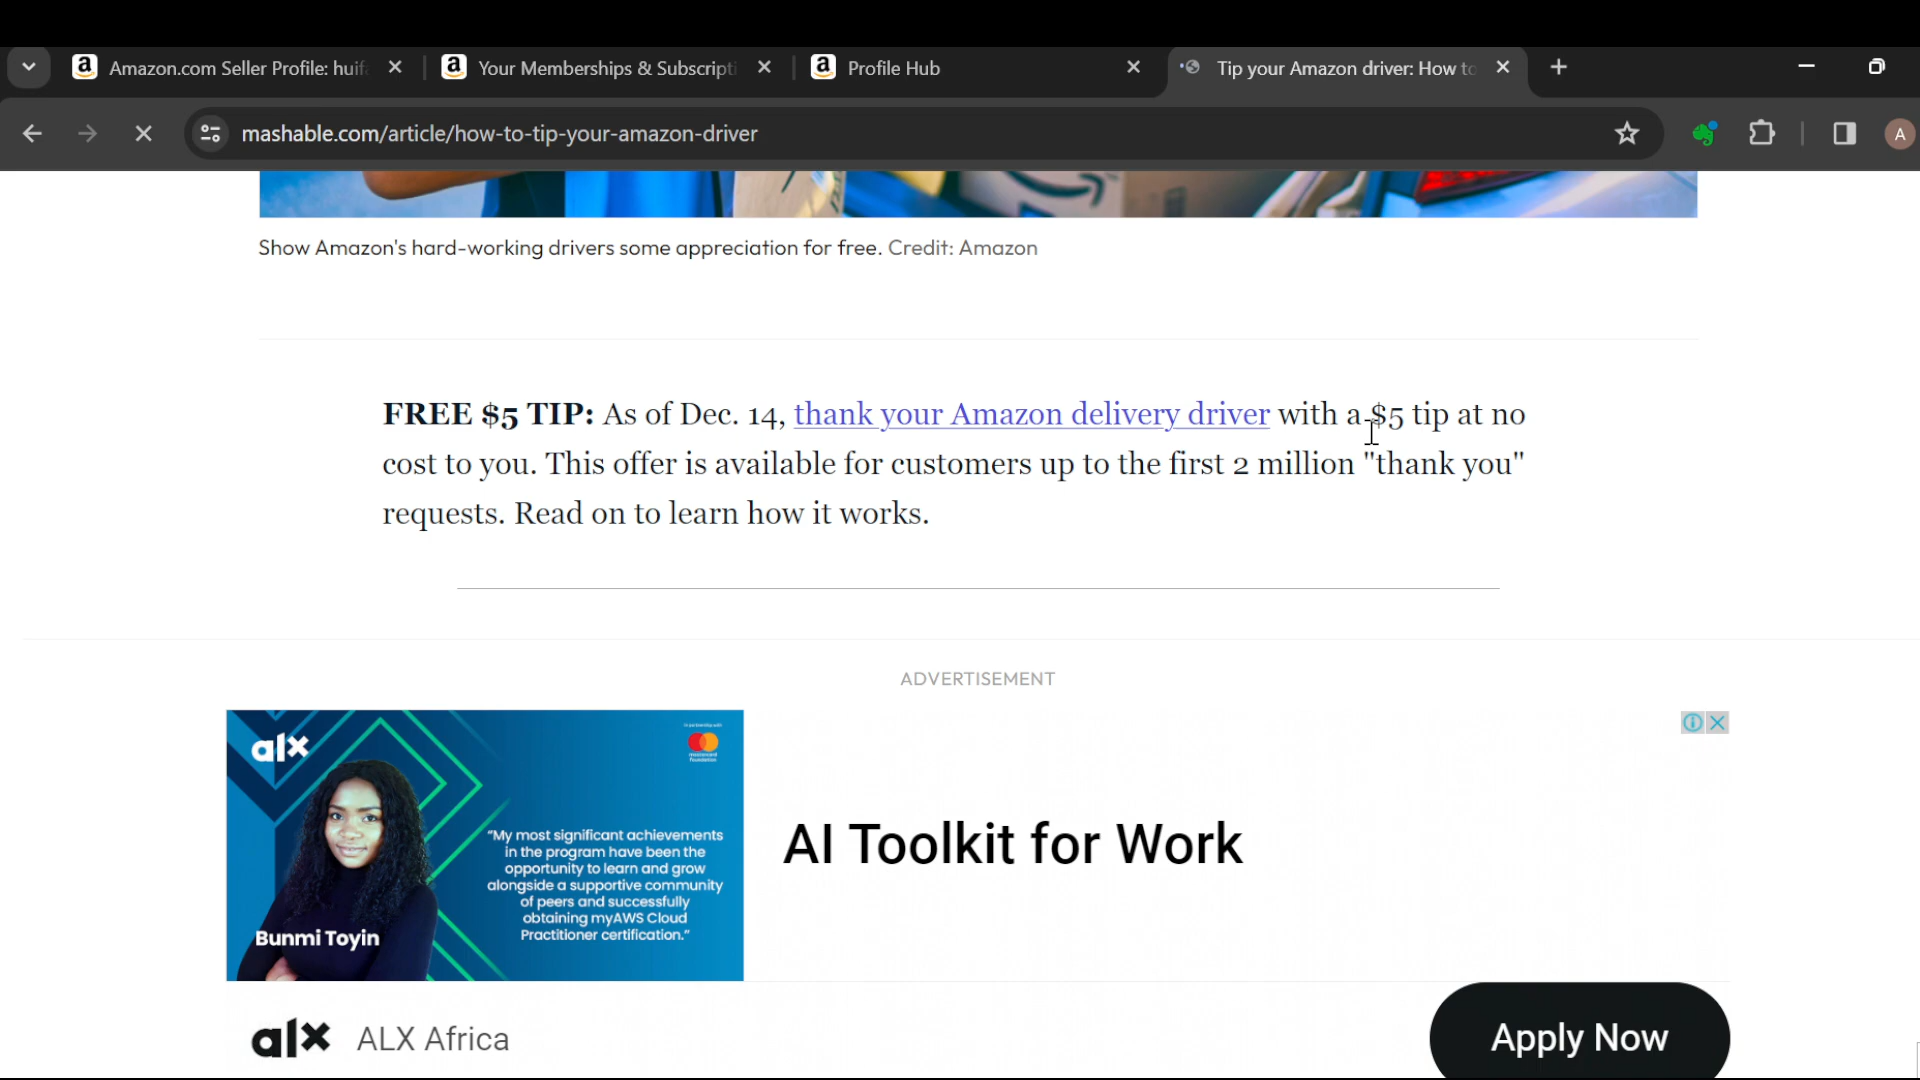 Amazon.com Seller Profile: huifa
Your Memberships & Subscripti
Profile Hub
Tip your Amazon driver: How to
mashable.com/article/how-to-tip-your-amazon-driver
A
Show Amazon's hard-working drivers some appreciation for free. Credit: Amazon
FREE $5 TIP: As of Dec. 14, thank your Amazon delivery driver with a $5 tip at no
cost to you. This offer is available for customers up to the first 2 million "thank you"
requests. Read on to learn how it works.
ADVERTISEMENT
alx
in partnership with
mastercard
foundation
"My most significant achievements
in the program have been the
opportunity to learn and grow
alongside a supportive community
of peers and successfully
obtaining myAWS Cloud
Practitioner certification."
Bunmi Toyin
AI Toolkit for Work
alx ALX Africa
Apply Now